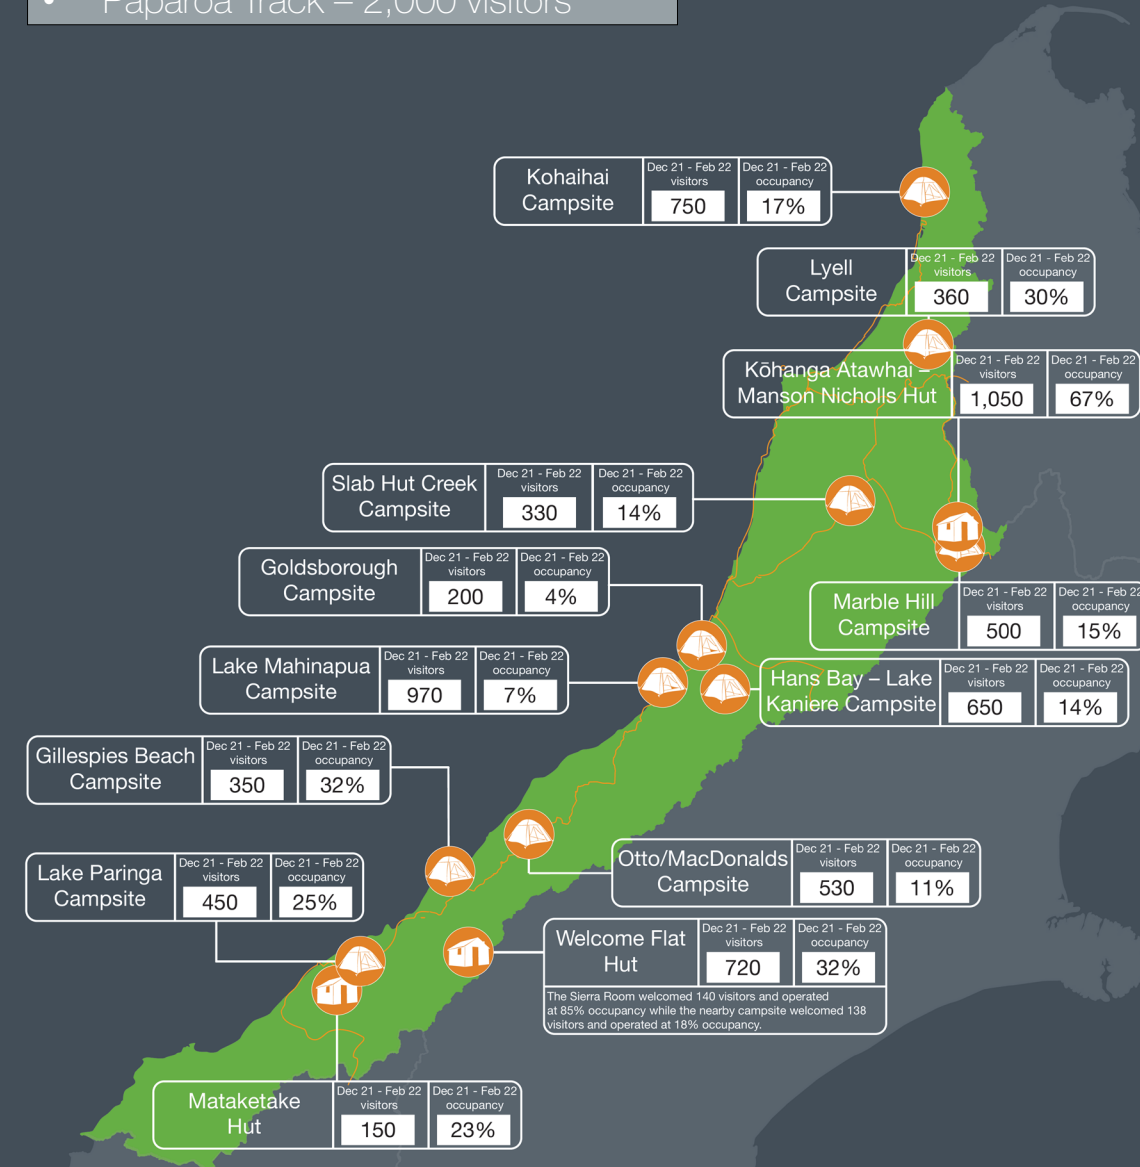 • Paparoa Track – 2,000 visitors
Kohaihai
Campsite
Dec 21 - Feb 22
visitors
750
Dec 21 - Feb 22
occupancy
17%
Lyell
Campsite
Dec 21 - Feb 22
visitors
360
Dec 21 - Feb 22
occupancy
30%
Kōhanga Atawhai –
Manson Nicholls Hut
Dec 21 - Feb 22
visitors
1,050
Dec 21 - Feb 22
occupancy
67%
Slab Hut Creek
Campsite
Dec 21 - Feb 22
visitors
330
Dec 21 - Feb 22
occupancy
14%
Goldsborough
Campsite
Dec 21 - Feb 22
visitors
200
Dec 21 - Feb 22
occupancy
4%
Marble Hill
Campsite
Dec 21 - Feb 22
visitors
500
Dec 21 - Feb 22
occupancy
15%
Lake Mahinapua
Campsite
Dec 21 - Feb 22
visitors
970
Dec 21 - Feb 22
occupancy
7%
Hans Bay – Lake
Kaniere Campsite
Dec 21 - Feb 22
visitors
650
Dec 21 - Feb 22
occupancy
14%
Gillespies Beach
Campsite
Dec 21 - Feb 22
visitors
350
Dec 21 - Feb 22
occupancy
32%
Otto/MacDonalds
Campsite
Dec 21 - Feb 22
visitors
530
Dec 21 - Feb 22
occupancy
11%
Lake Paringa
Campsite
Dec 21 - Feb 22
visitors
450
Dec 21 - Feb 22
occupancy
25%
Welcome Flat
Hut
Dec 21 - Feb 22
visitors
720
Dec 21 - Feb 22
occupancy
32%
The Sierra Room welcomed 140 visitors and operated
at 85% occupancy while the nearby campsite welcomed 138
visitors and operated at 18% occupancy.
Mataketake
Hut
Dec 21 - Feb 22
visitors
150
Dec 21 - Feb 22
occupancy
23%